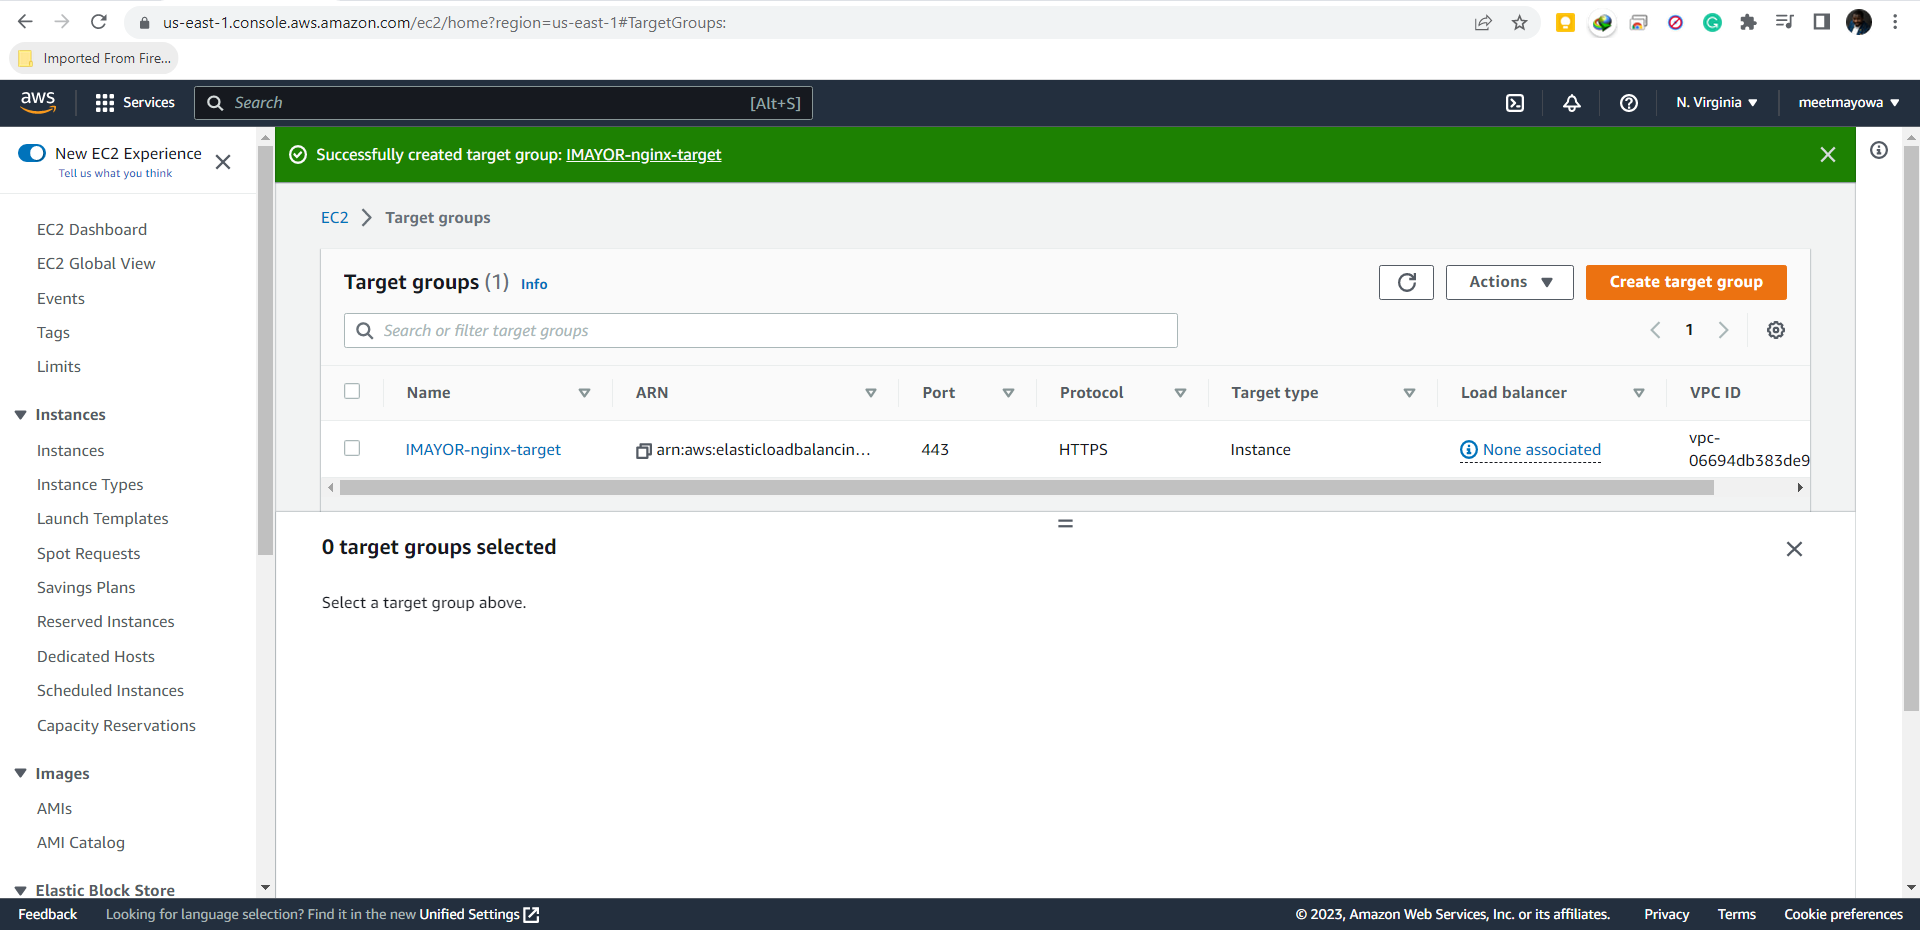 us-east-1.console.aws.amazon.com/ec2/home?region=us-east-1#TargetGroups:
Imported From Fire...
aws
Services
Search
[Alt+S]
N. Virginia
meetmayowa
New EC2 Experience
Tell us what you think
EC2 Dashboard
EC2 Global View
Events
Tags
Limits
Instances
Instances
Instance Types
Launch Templates
Spot Requests
Savings Plans
Reserved Instances
Dedicated Hosts
Scheduled Instances
Capacity Reservations
Images
AMIs
AMI Catalog
Elastic Block Store
Successfully created target group: IMAYOR-nginx-target
EC2 > Target groups
Target groups (1) Info
Actions
Create target group
Search or filter target groups
1
Name ARN Port Protocol Target type Load balancer VPC ID
IMAYOR-nginx-target arn:aws:elasticloadbalancin... 443 HTTPS Instance None associated vpc-
06694db383de9
0 target groups selected
Select a target group above.
Feedback
Looking for language selection? Find it in the new Unified Settings
© 2023, Amazon Web Services, Inc. or its affiliates.
Privacy
Terms
Cookie preferences